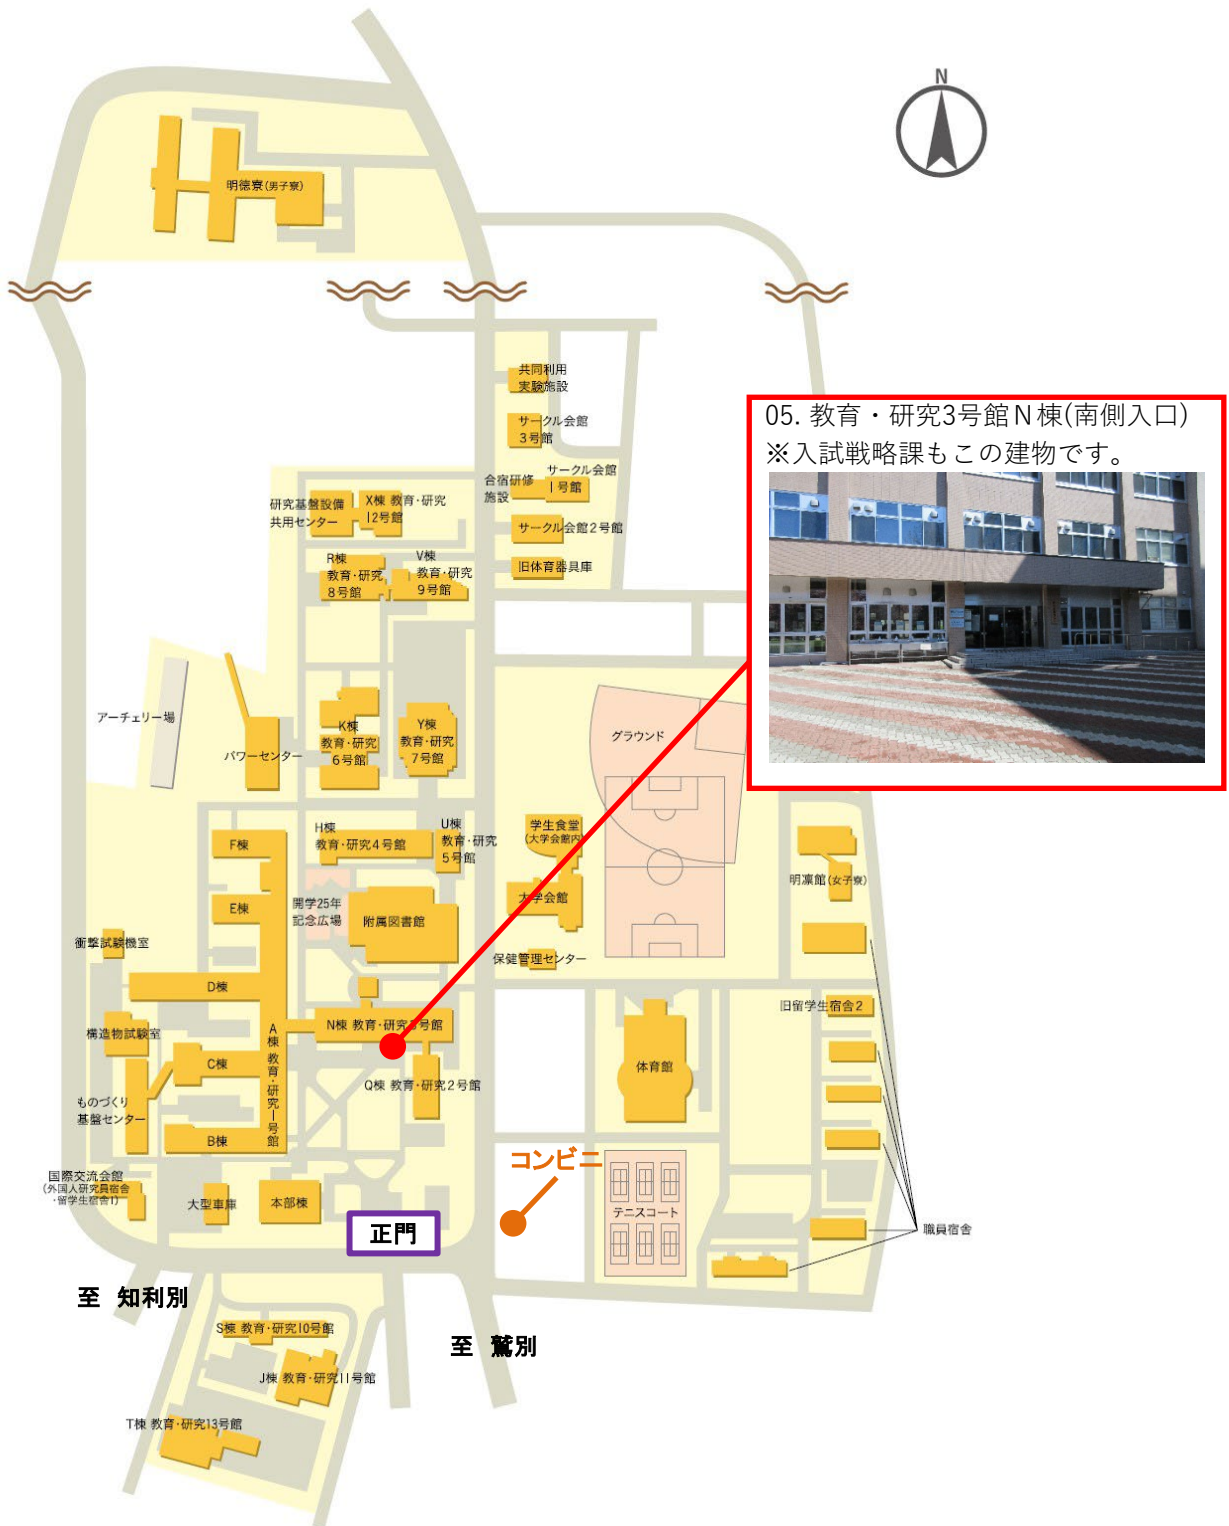 N
明徳寮(男子寮)
共同利用
実験施設
サークル会館
3号館
05. 教育・研究3号館N棟(南側入口)
※入試戦略課もこの建物です。
合宿研修
施設
サークル会館
1号館
研究基盤設備
共用センター
X棟 教育・研究
12号館
サークル会館2号館
R棟
教育・研究
8号館
V棟
教育・研究
9号館
旧体育器具庫
アーチェリー場
パワーセンター
K棟
教育・研究
6号館
Y棟
教育・研究
7号館
グラウンド
F棟
H棟
教育・研究4号館
U棟
教育・研究
5号館
学生食堂
(大学会館内)
明凛館(女子寮)
E棟
開学25年
記念広場
附属図書館
大学会館
衝撃試験機室
保健管理センター
D棟
旧留学生宿舎2
構造物試験室
A棟 教育・研究1号館
N棟 教育・研究3号館
C棟
体育館
Q棟 教育・研究2号館
ものづくり
基盤センター
B棟
コンビニ
国際交流会館
(外国人研究員宿舎
・留学生宿舎1)
大型車庫
本部棟
正門
テニスコート
職員宿舎
至 知利別
至 鷲別
S棟 教育・研究10号館
J棟 教育・研究11号館
T棟 教育・研究13号館